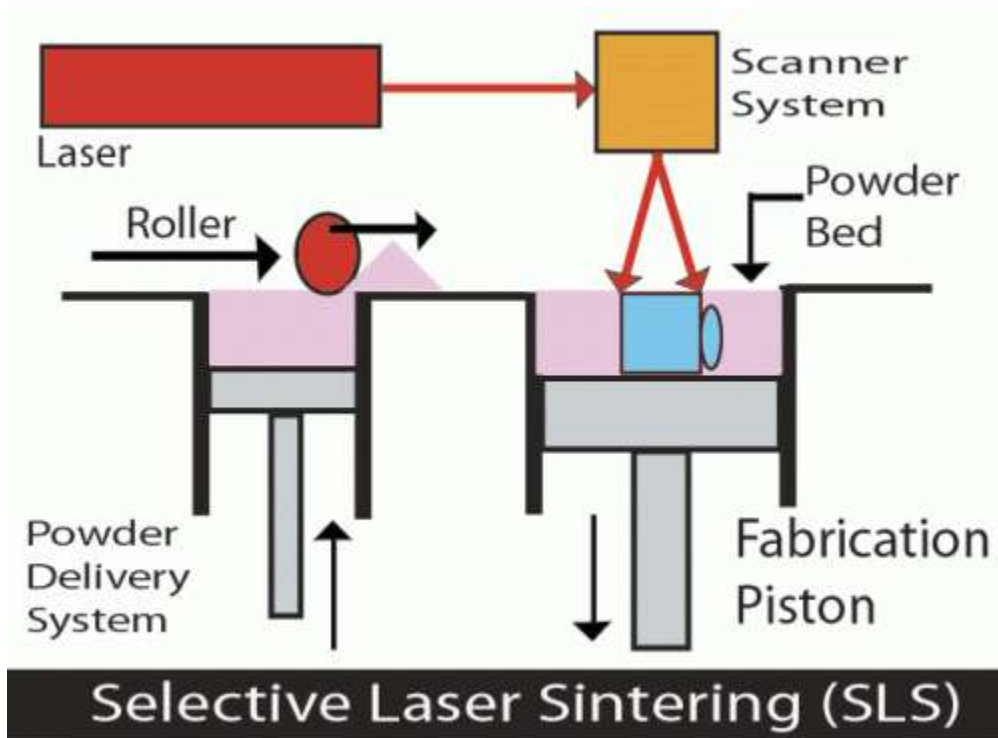 Laser
Scanner
System
Roller
Powder
Bed
Powder
Delivery
System
Fabrication
Piston
Selective Laser Sintering (SLS)